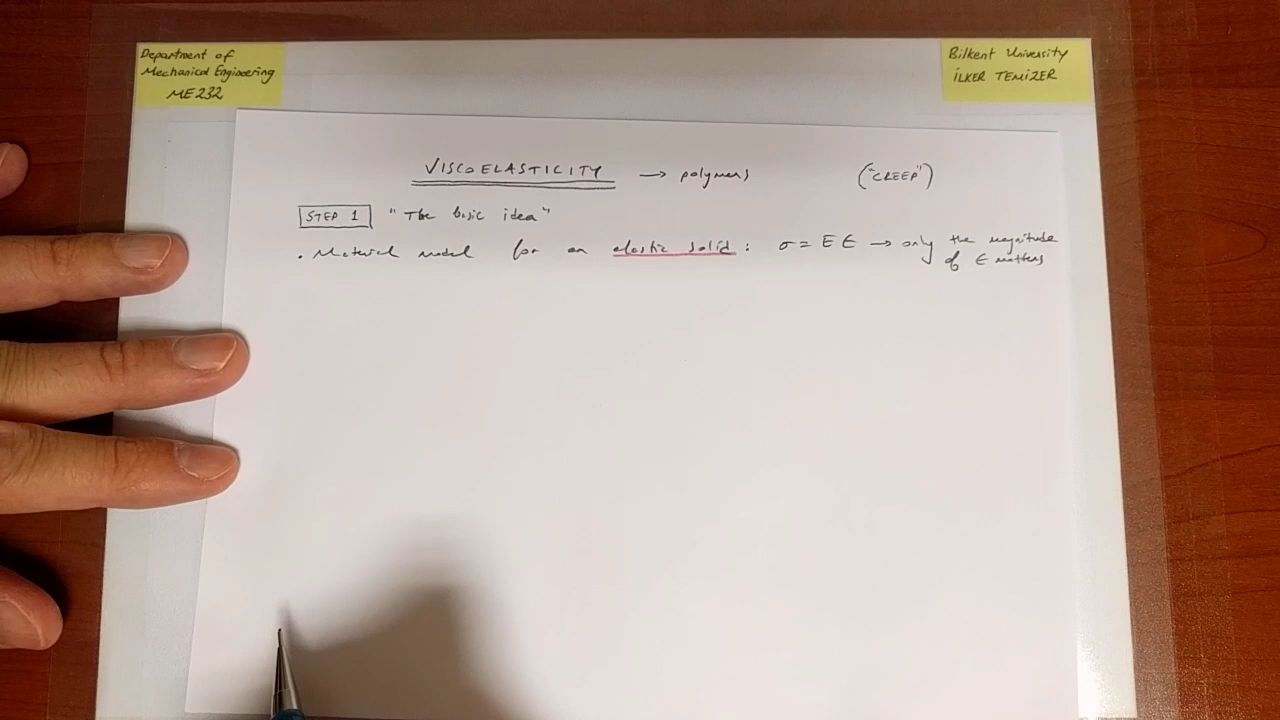 Department of
Mechanical Engineering
ME232
Bilkent University
İLKER TEMİZER
VISCOELASTICITY → polymers ("CREEP")
STEP 1 "The basic idea"
• Material model for an elastic solid : σ = E ϵ → only the magnitude
of ϵ matters